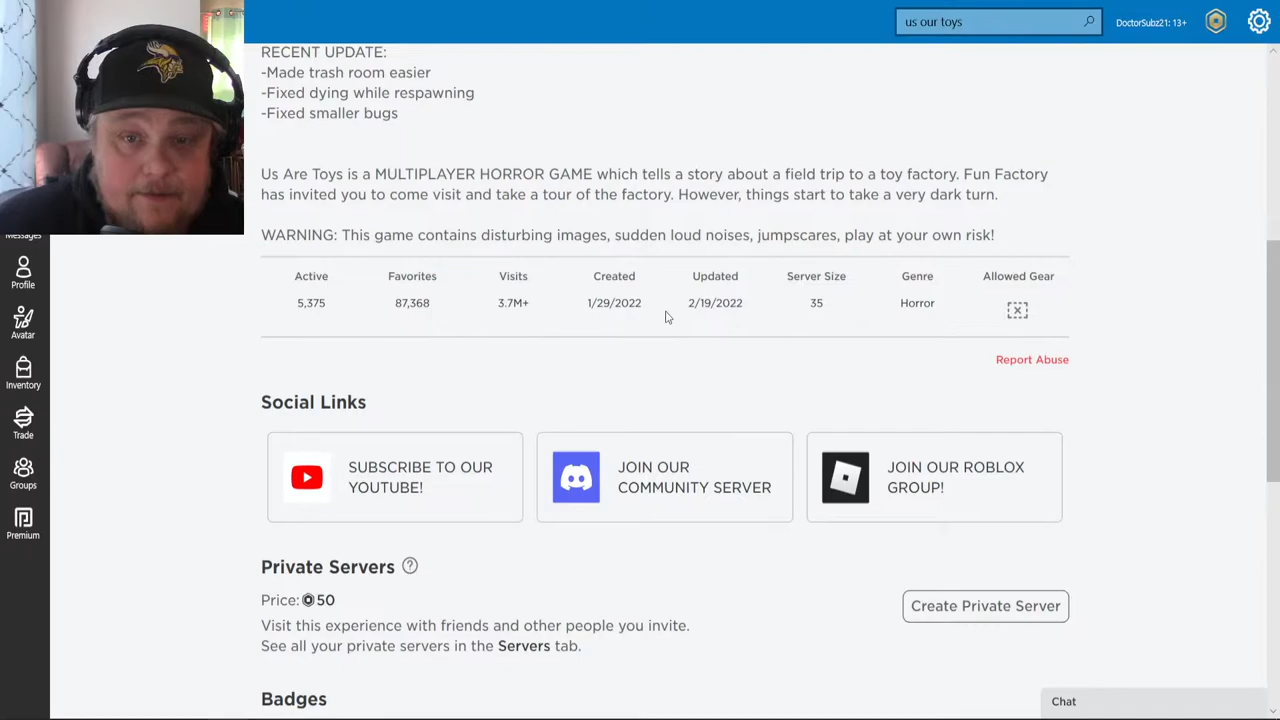 us our toys
DoctorSubz21: 13+
RECENT UPDATE:
-Made trash room easier
-Fixed dying while respawning
-Fixed smaller bugs
Us Are Toys is a MULTIPLAYER HORROR GAME which tells a story about a field trip to a toy factory. Fun Factory
has invited you to come visit and take a tour of the factory. However, things start to take a very dark turn.
WARNING: This game contains disturbing images, sudden loud noises, jumpscares, play at your own risk!
Messages
Profile
Avatar
Inventory
Trade
Groups
Premium
Active Favorites Visits Created Updated Server Size Genre Allowed Gear
5,375 87,368 3.7M+ 1/29/2022 2/19/2022 35 Horror
Report Abuse
Social Links
SUBSCRIBE TO OUR
YOUTUBE!
JOIN OUR
COMMUNITY SERVER
JOIN OUR ROBLOX
GROUP!
Private Servers
Price: 50
Create Private Server
Visit this experience with friends and other people you invite.
See all your private servers in the Servers tab.
Badges
Chat